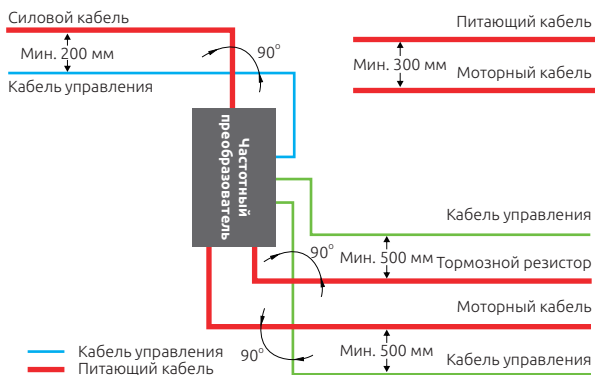 Силовой кабель
Мин. 200 мм
90°
Кабель управления
Питающий кабель
Мин. 300 мм
Моторный кабель
Частотный
преобразователь
Кабель управления
90°
Мин. 500 мм
Тормозной резистор
Моторный кабель
90°
Мин. 500 мм
Кабель управления
Кабель управления
Питающий кабель